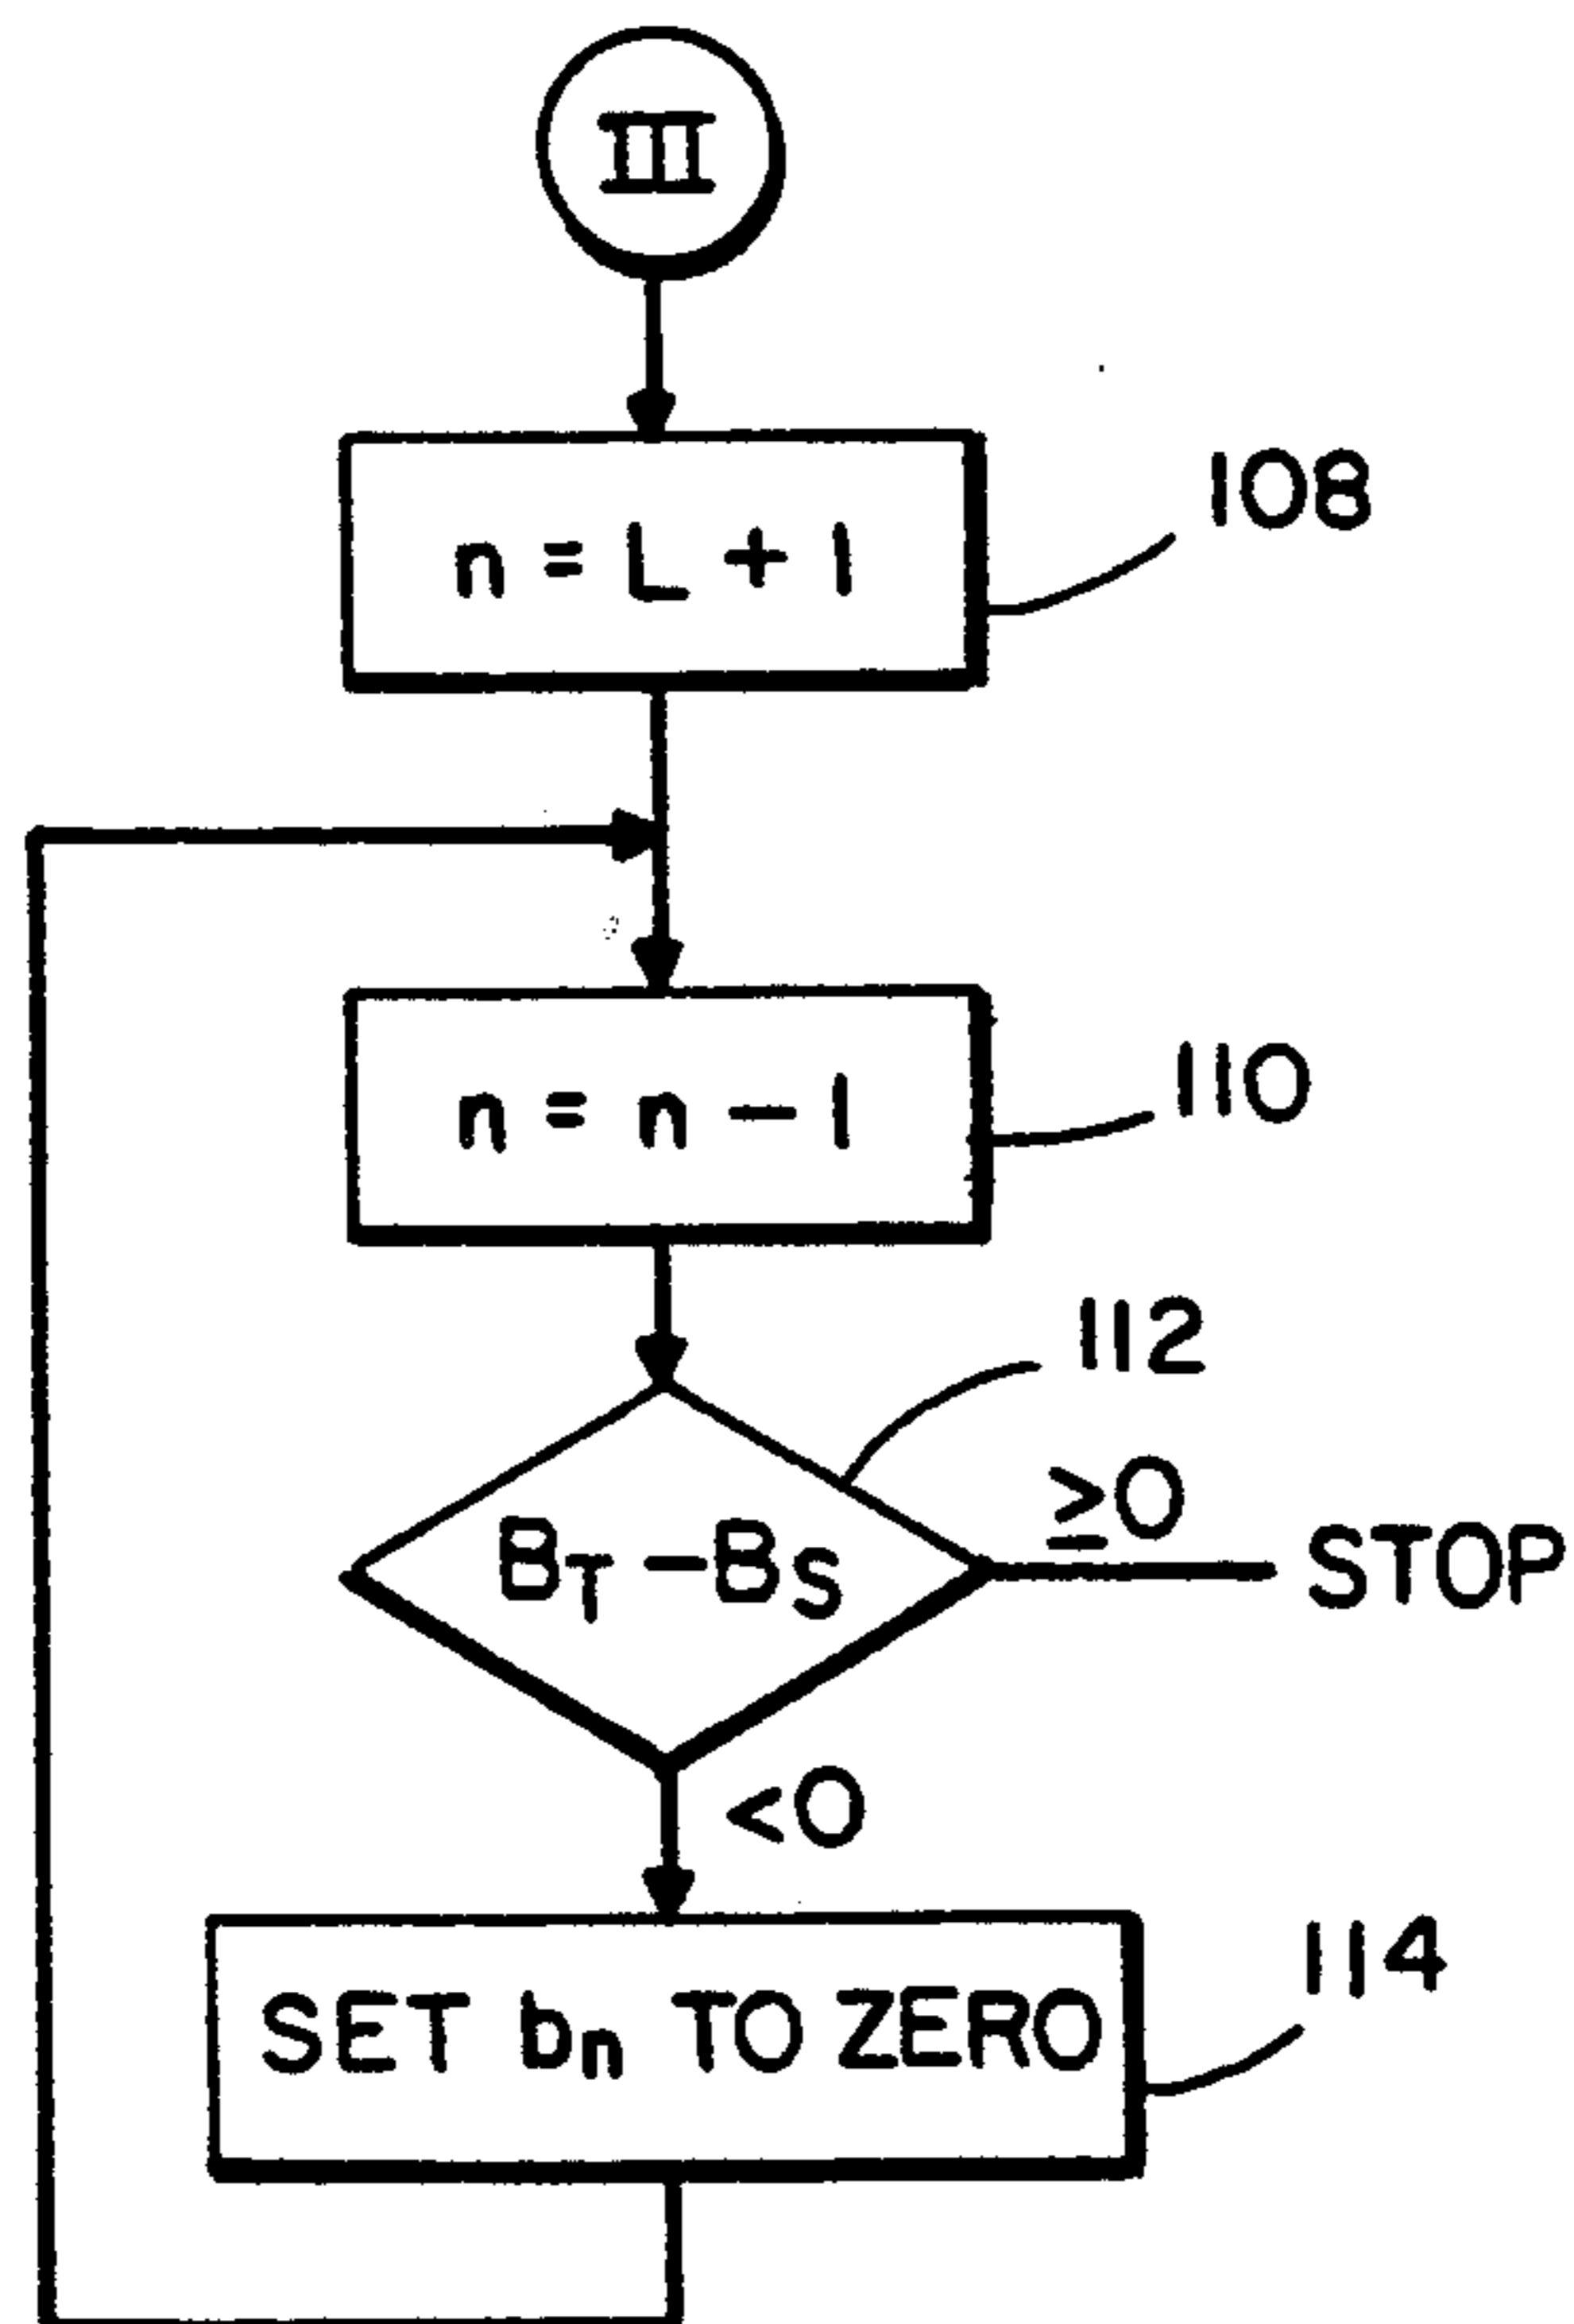 III
108
n = L + 1
110
n = n - 1
112
≥0
B_T - B_S
STOP
<0
114
SET b_n TO ZERO